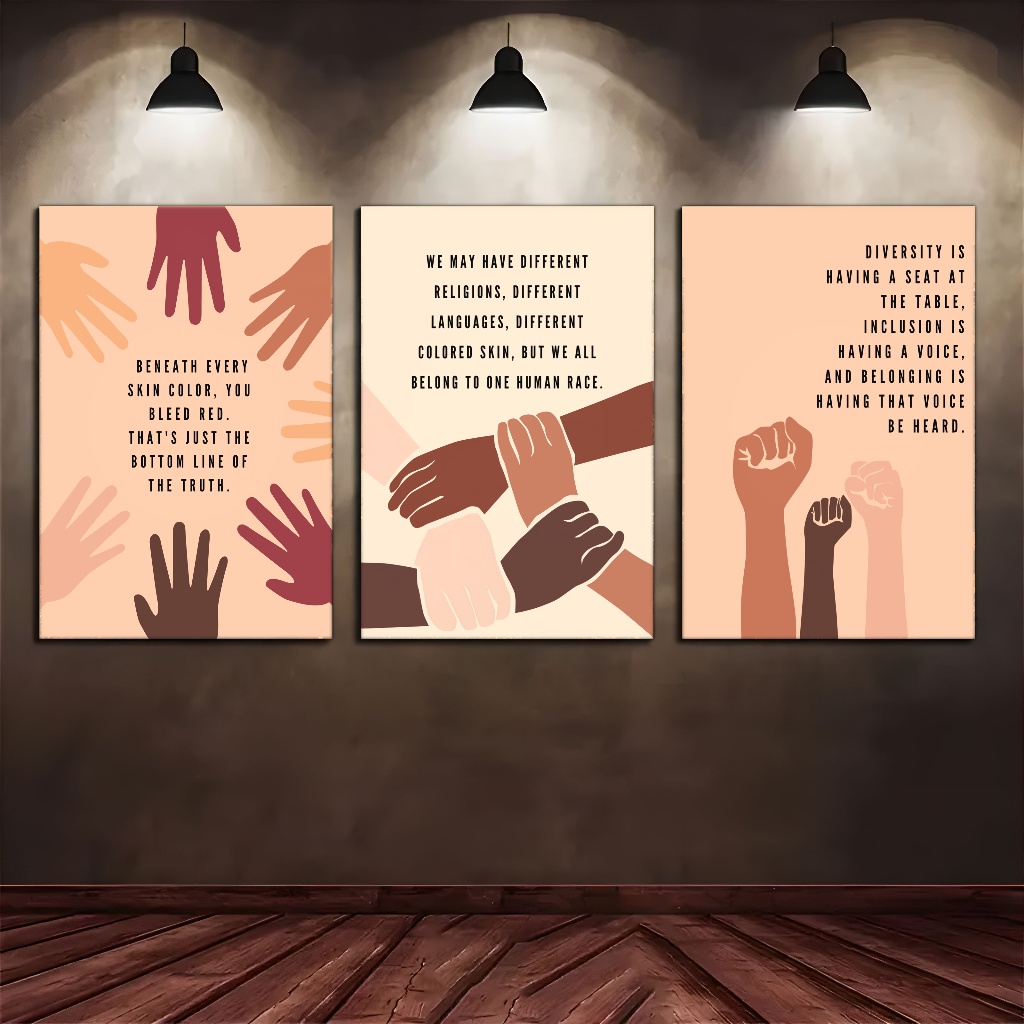 BENEATH EVERY
SKIN COLOR, YOU
BLEED RED.
THAT'S JUST THE
BOTTOM LINE OF
THE TRUTH.
WE MAY HAVE DIFFERENT
RELIGIONS, DIFFERENT
LANGUAGES, DIFFERENT
COLORED SKIN, BUT WE ALL
BELONG TO ONE HUMAN RACE.
DIVERSITY IS
HAVING A SEAT AT
THE TABLE,
INCLUSION IS
HAVING A VOICE,
AND BELONGING IS
HAVING THAT VOICE
BE HEARD.